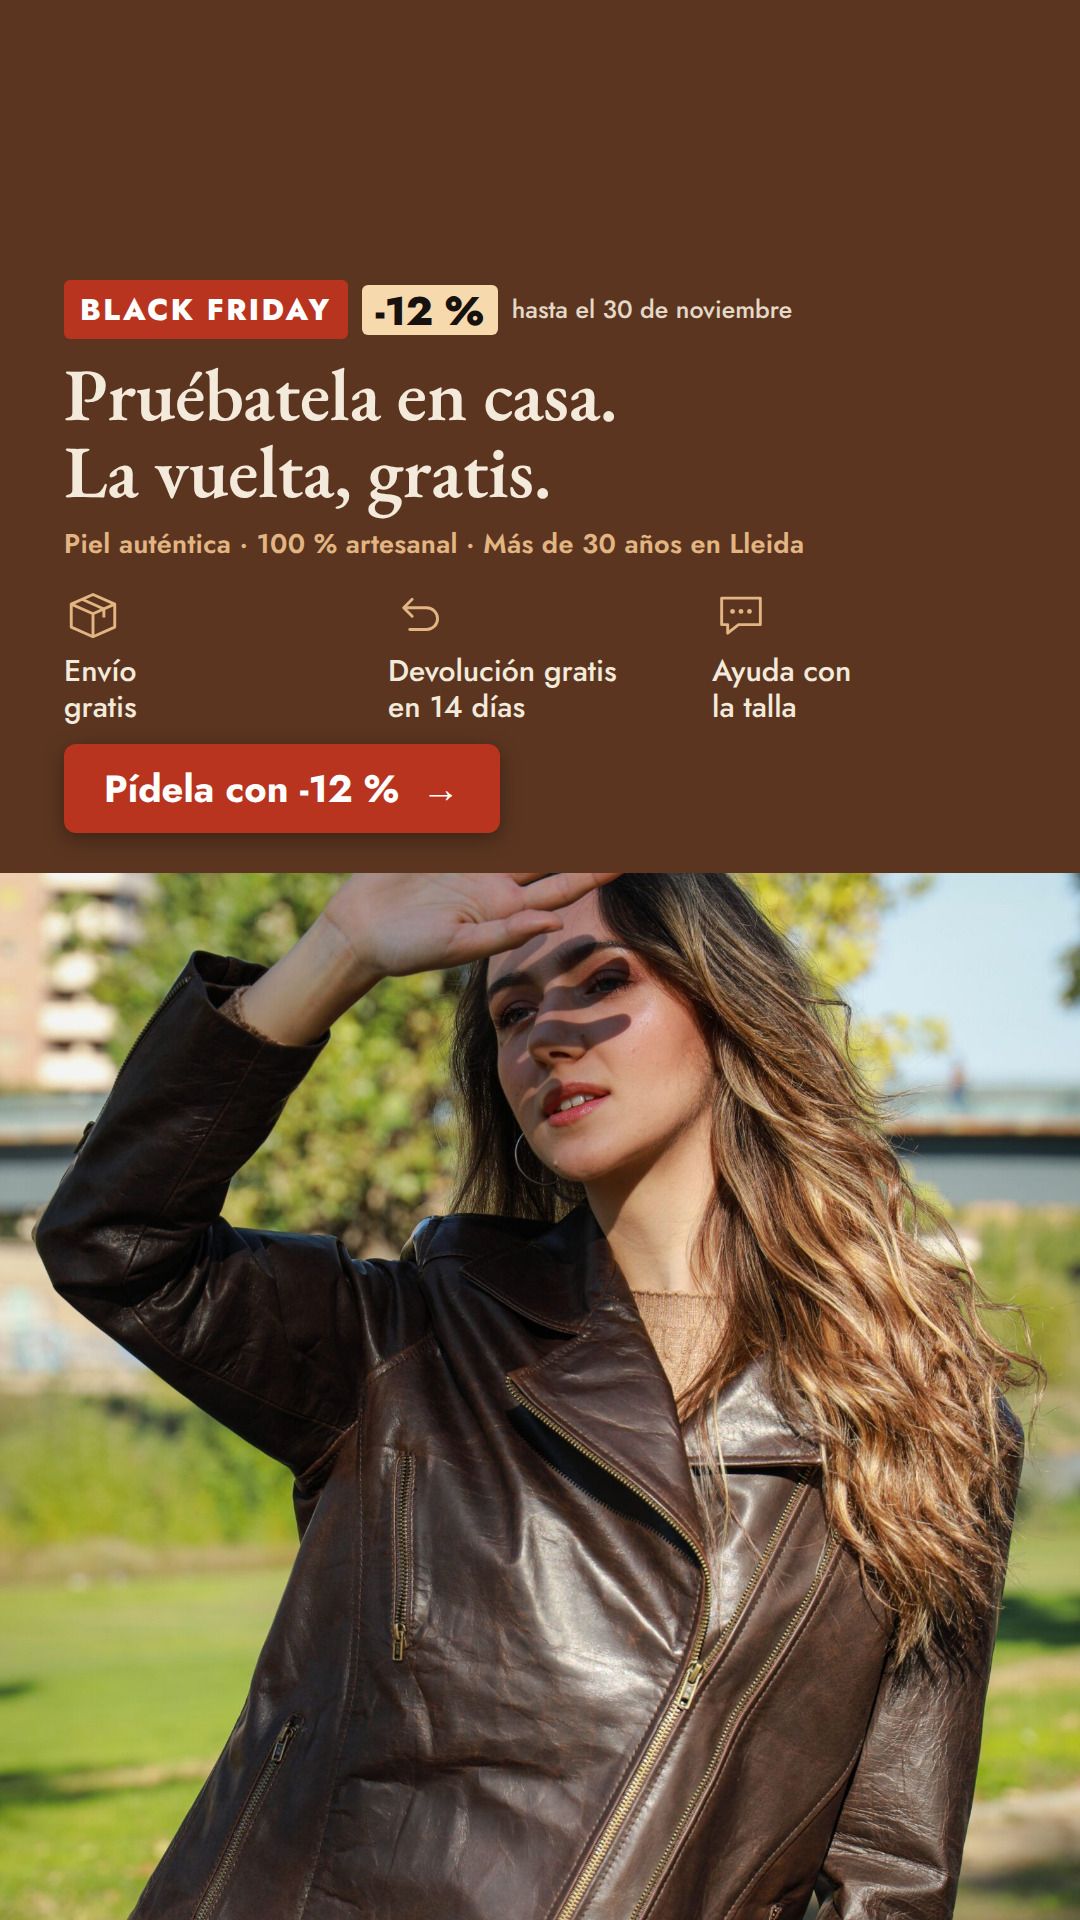 BLACK FRIDAY -12 % hasta el 30 de noviembre
Pruébatela en casa.
La vuelta, gratis.
Piel auténtica · 100 % artesanal · Más de 30 años en Lleida
Envío
gratis
Devolución gratis
en 14 días
Ayuda con
la talla
Pídela con -12 % →